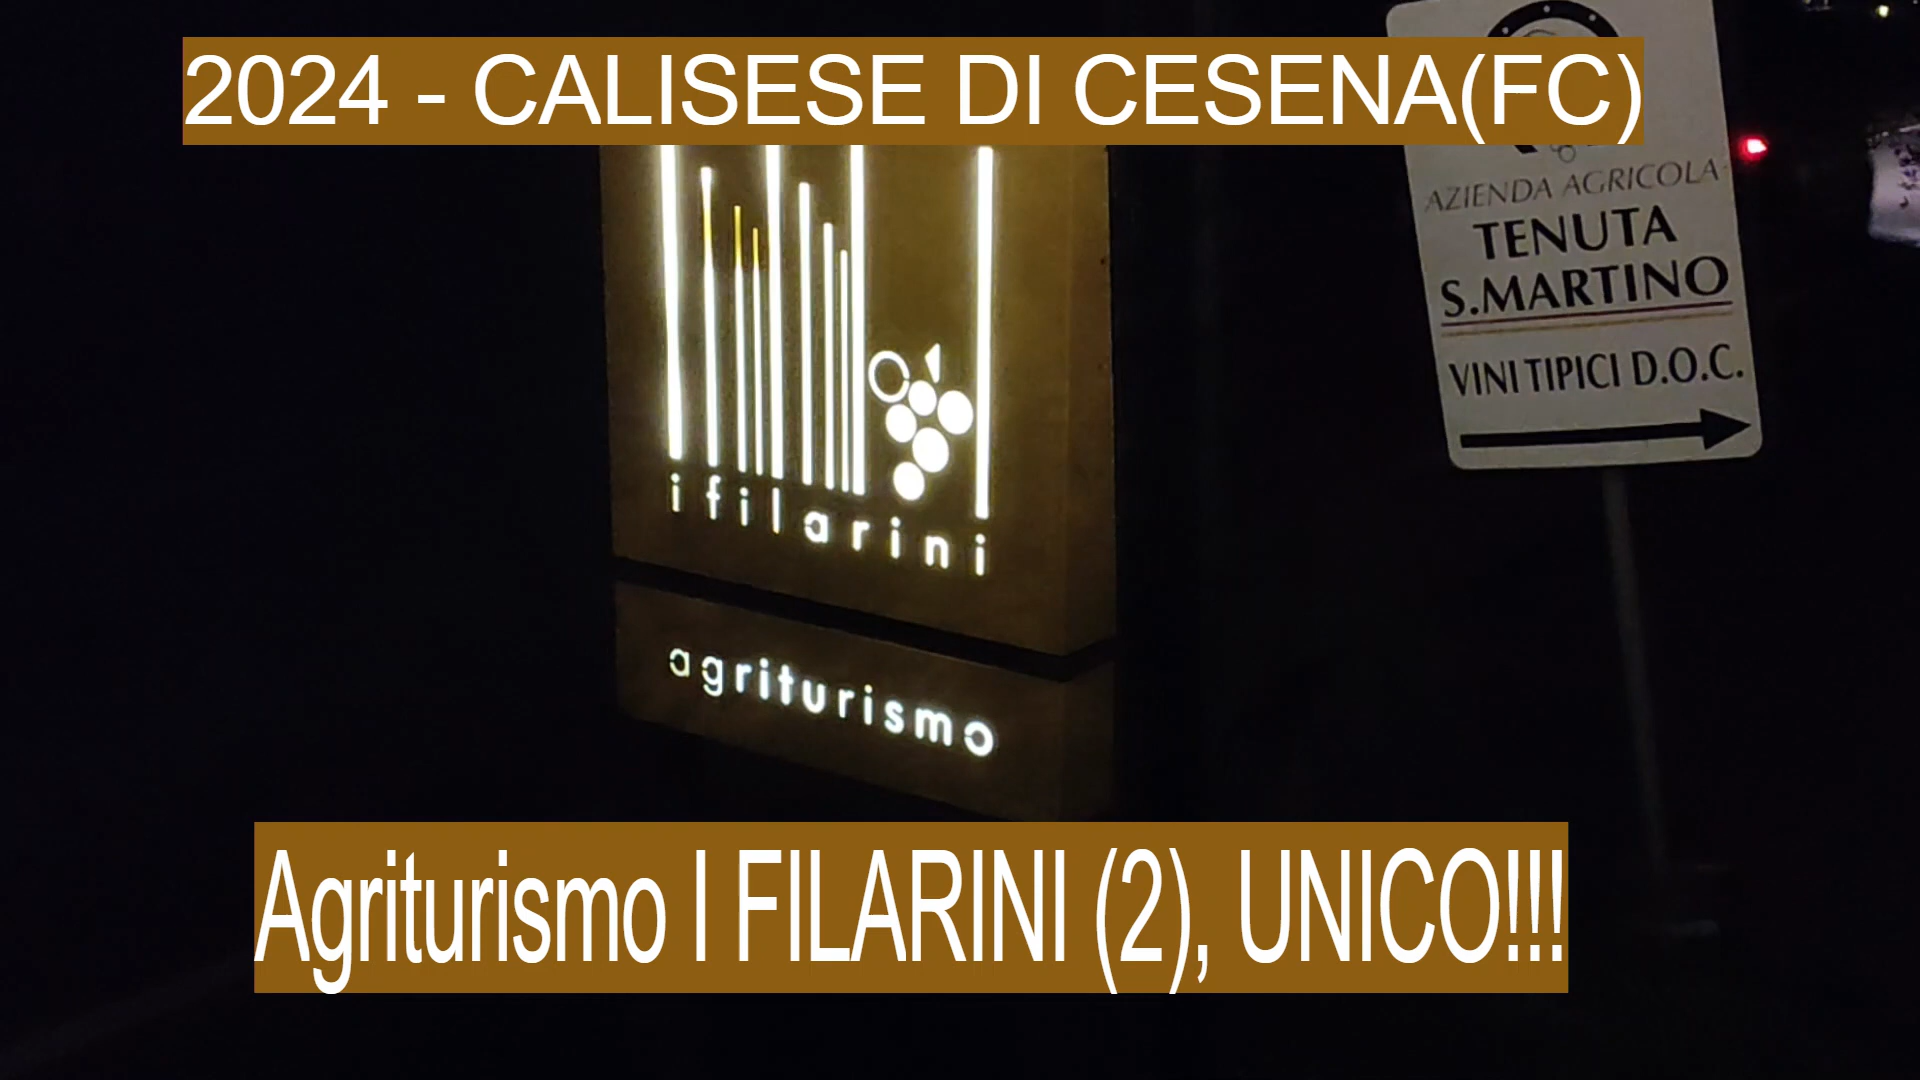 2024 - CALISESE DI CESENA(FC)
AZIENDA AGRICOLA
TENUTA
S.MARTINO
VINI TIPICI D.O.C.
i filarini
agriturismo
Agriturismo I FILARINI (2), UNICO!!!